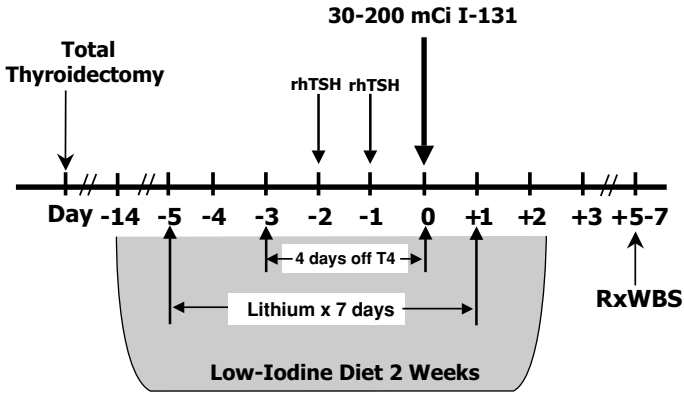 30-200 mCi I-131
Total
Thyroidectomy
rhTSH rhTSH
Day -14 -5 -4 -3 -2 -1 0 +1 +2 +3 +5-7
4 days off T4
Lithium x 7 days
RxWBS
Low-Iodine Diet 2 Weeks